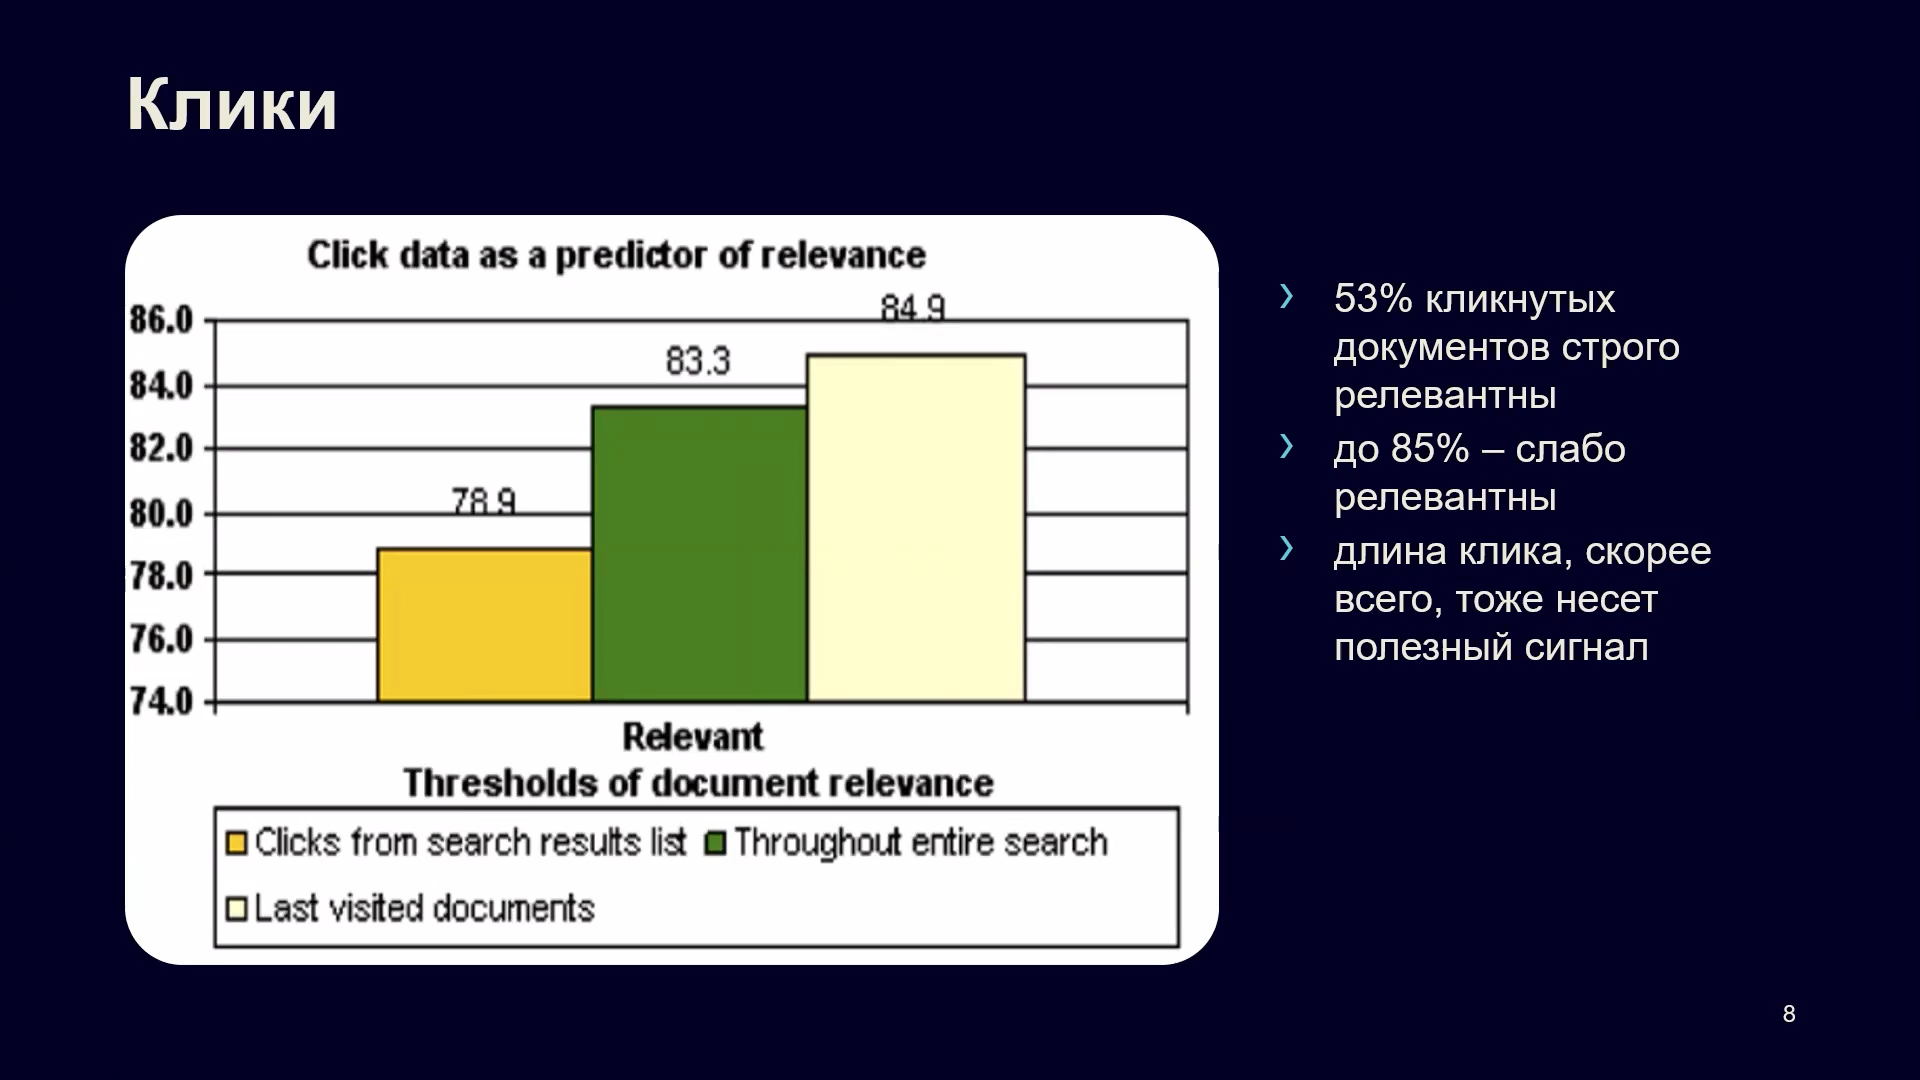 Клики
Click data as a predictor of relevance
86.0
84.0
82.0
80.0
78.0
76.0
74.0
78.9
83.3
84.9
Relevant
Thresholds of document relevance
Clicks from search results list
Throughout entire search
Last visited documents
› 53% кликнутых
документов строго
релевантны
› до 85% – слабо
релевантны
› длина клика, скорее
всего, тоже несет
полезный сигнал
8